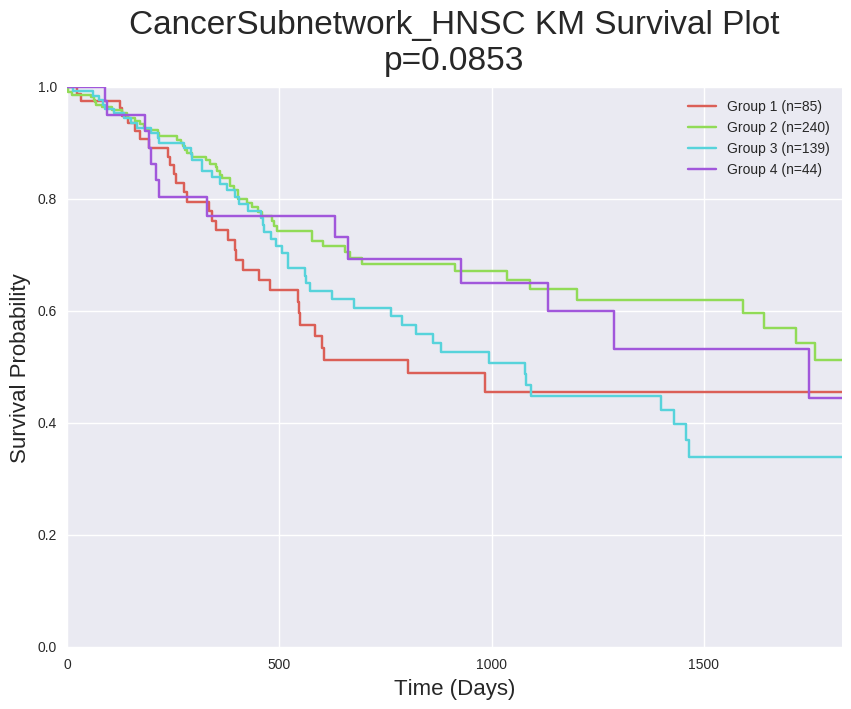 CancerSubnetwork_HNSC KM Survival Plot
p=0.0853
1.0
Group 1 (n=85)
Group 2 (n=240)
Group 3 (n=139)
Group 4 (n=44)
0.8
0.6
0.4
0.2
0.0
Survival Probability
0
500
1000
1500
Time (Days)